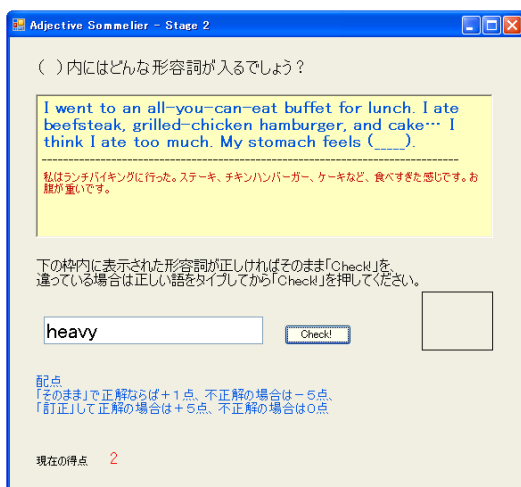 Adjective Sommelier - Stage 2
( )内にはどんな形容詞が入るでしょう？
I went to an all-you-can-eat buffet for lunch. I ate
beefsteak, grilled-chicken hamburger, and cake… I
think I ate too much. My stomach feels (_____).
私はランチバイキングに行った。ステーキ、チキンハンバーガー、ケーキなど、食べすぎた感じです。お
腹が重いです。
下の枠内に表示された形容詞が正しければそのまま「Check!」を、
違っている場合は正しい語をタイプしてから「Check!」を押してください。
heavy
Check!
配点
「そのまま」で正解ならば＋１点、不正解の場合は－５点、
「訂正」して正解の場合は＋５点、不正解の場合は０点
現在の得点 2